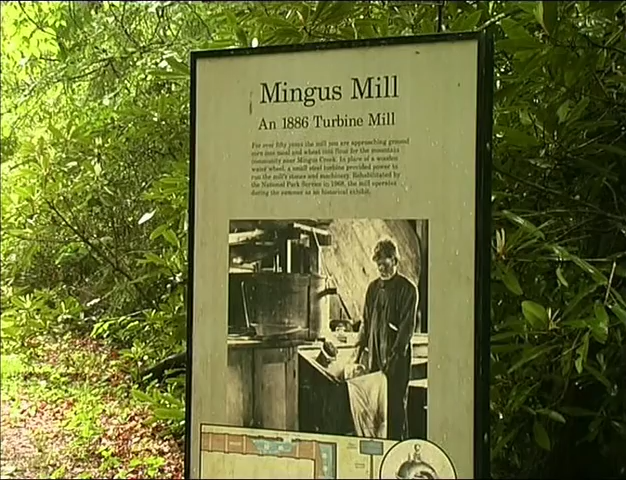 Mingus Mill
An 1886 Turbine Mill
For over fifty years the mill you are approaching ground
corn into meal and wheat into flour for the mountain
community near Mingus Creek. In place of a wooden
water wheel, a small steel turbine provided power to
run the mill's stones and machinery. Rehabilitated by
the National Park Service in 1968, the mill operates
during the summer as an historical exhibit.